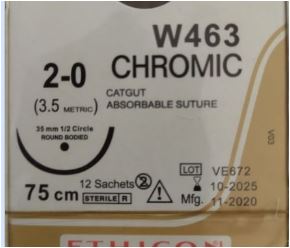 W463
2-0 CHROMIC
(3.5 METRIC) CATGUT
ABSORBABLE SUTURE
35 mm 1/2 Circle
ROUND BODIED
V03
75 cm 12 Sachets 2
STERILE R
LOT VE672
10-2025
Mfg. 11-2020
ETHICON